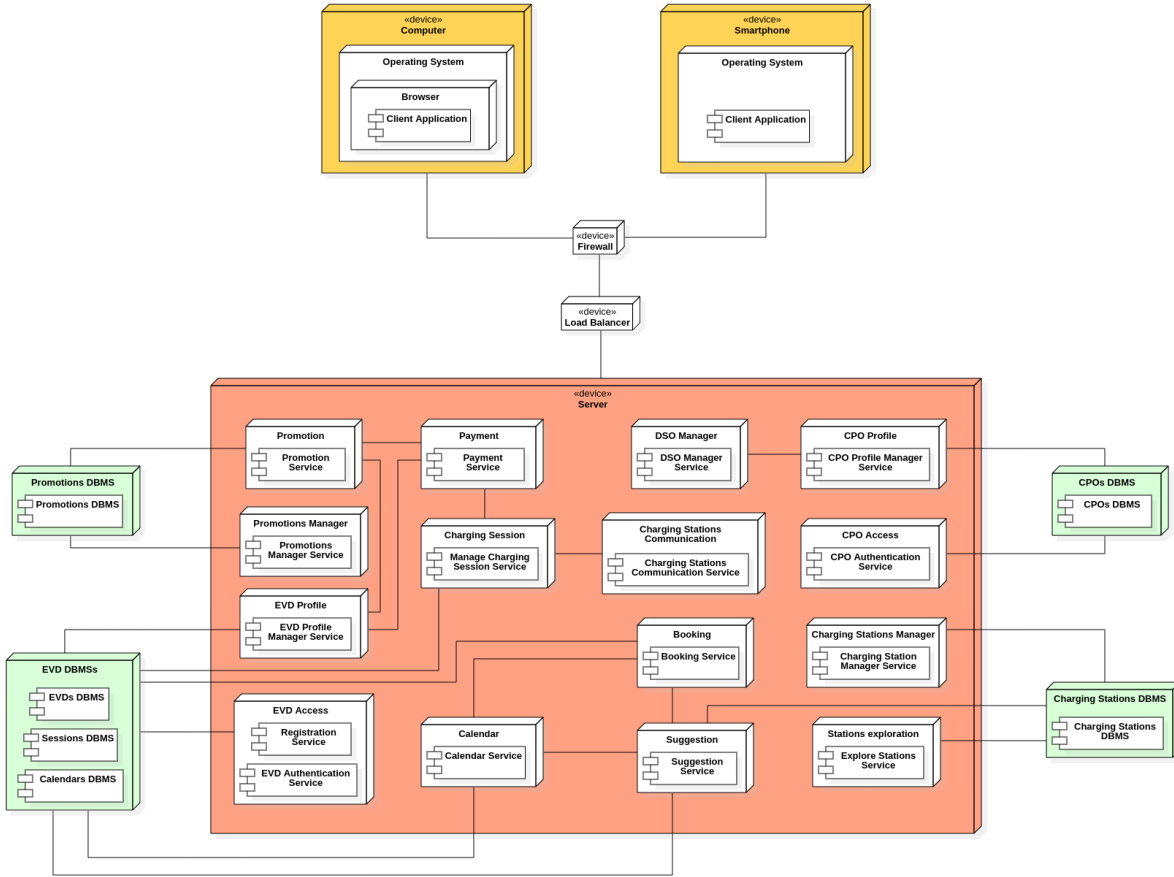 «device»
Computer
Operating System
Browser
Client Application
«device»
Smartphone
Operating System
Client Application
«device»
Firewall
«device»
Load Balancer
«device»
Server
Promotion
Promotion
Service
Payment
Payment
Service
DSO Manager
DSO Manager
Service
CPO Profile
CPO Profile Manager
Service
Promotions DBMS
Promotions DBMS
CPOs DBMS
CPOs DBMS
Promotions Manager
Promotions
Manager Service
Charging Session
Manage Charging
Session Service
Charging Stations
Communication
Charging Stations
Communication Service
CPO Access
CPO Authentication
Service
EVD Profile
EVD Profile
Manager Service
Booking
Booking Service
Charging Stations Manager
Charging Station
Manager Service
EVD DBMSs
EVDs DBMS
Sessions DBMS
Calendars DBMS
EVD Access
Registration
Service
EVD Authentication
Service
Calendar
Calendar Service
Suggestion
Suggestion
Service
Stations exploration
Explore Stations
Service
Charging Stations DBMS
Charging Stations
DBMS